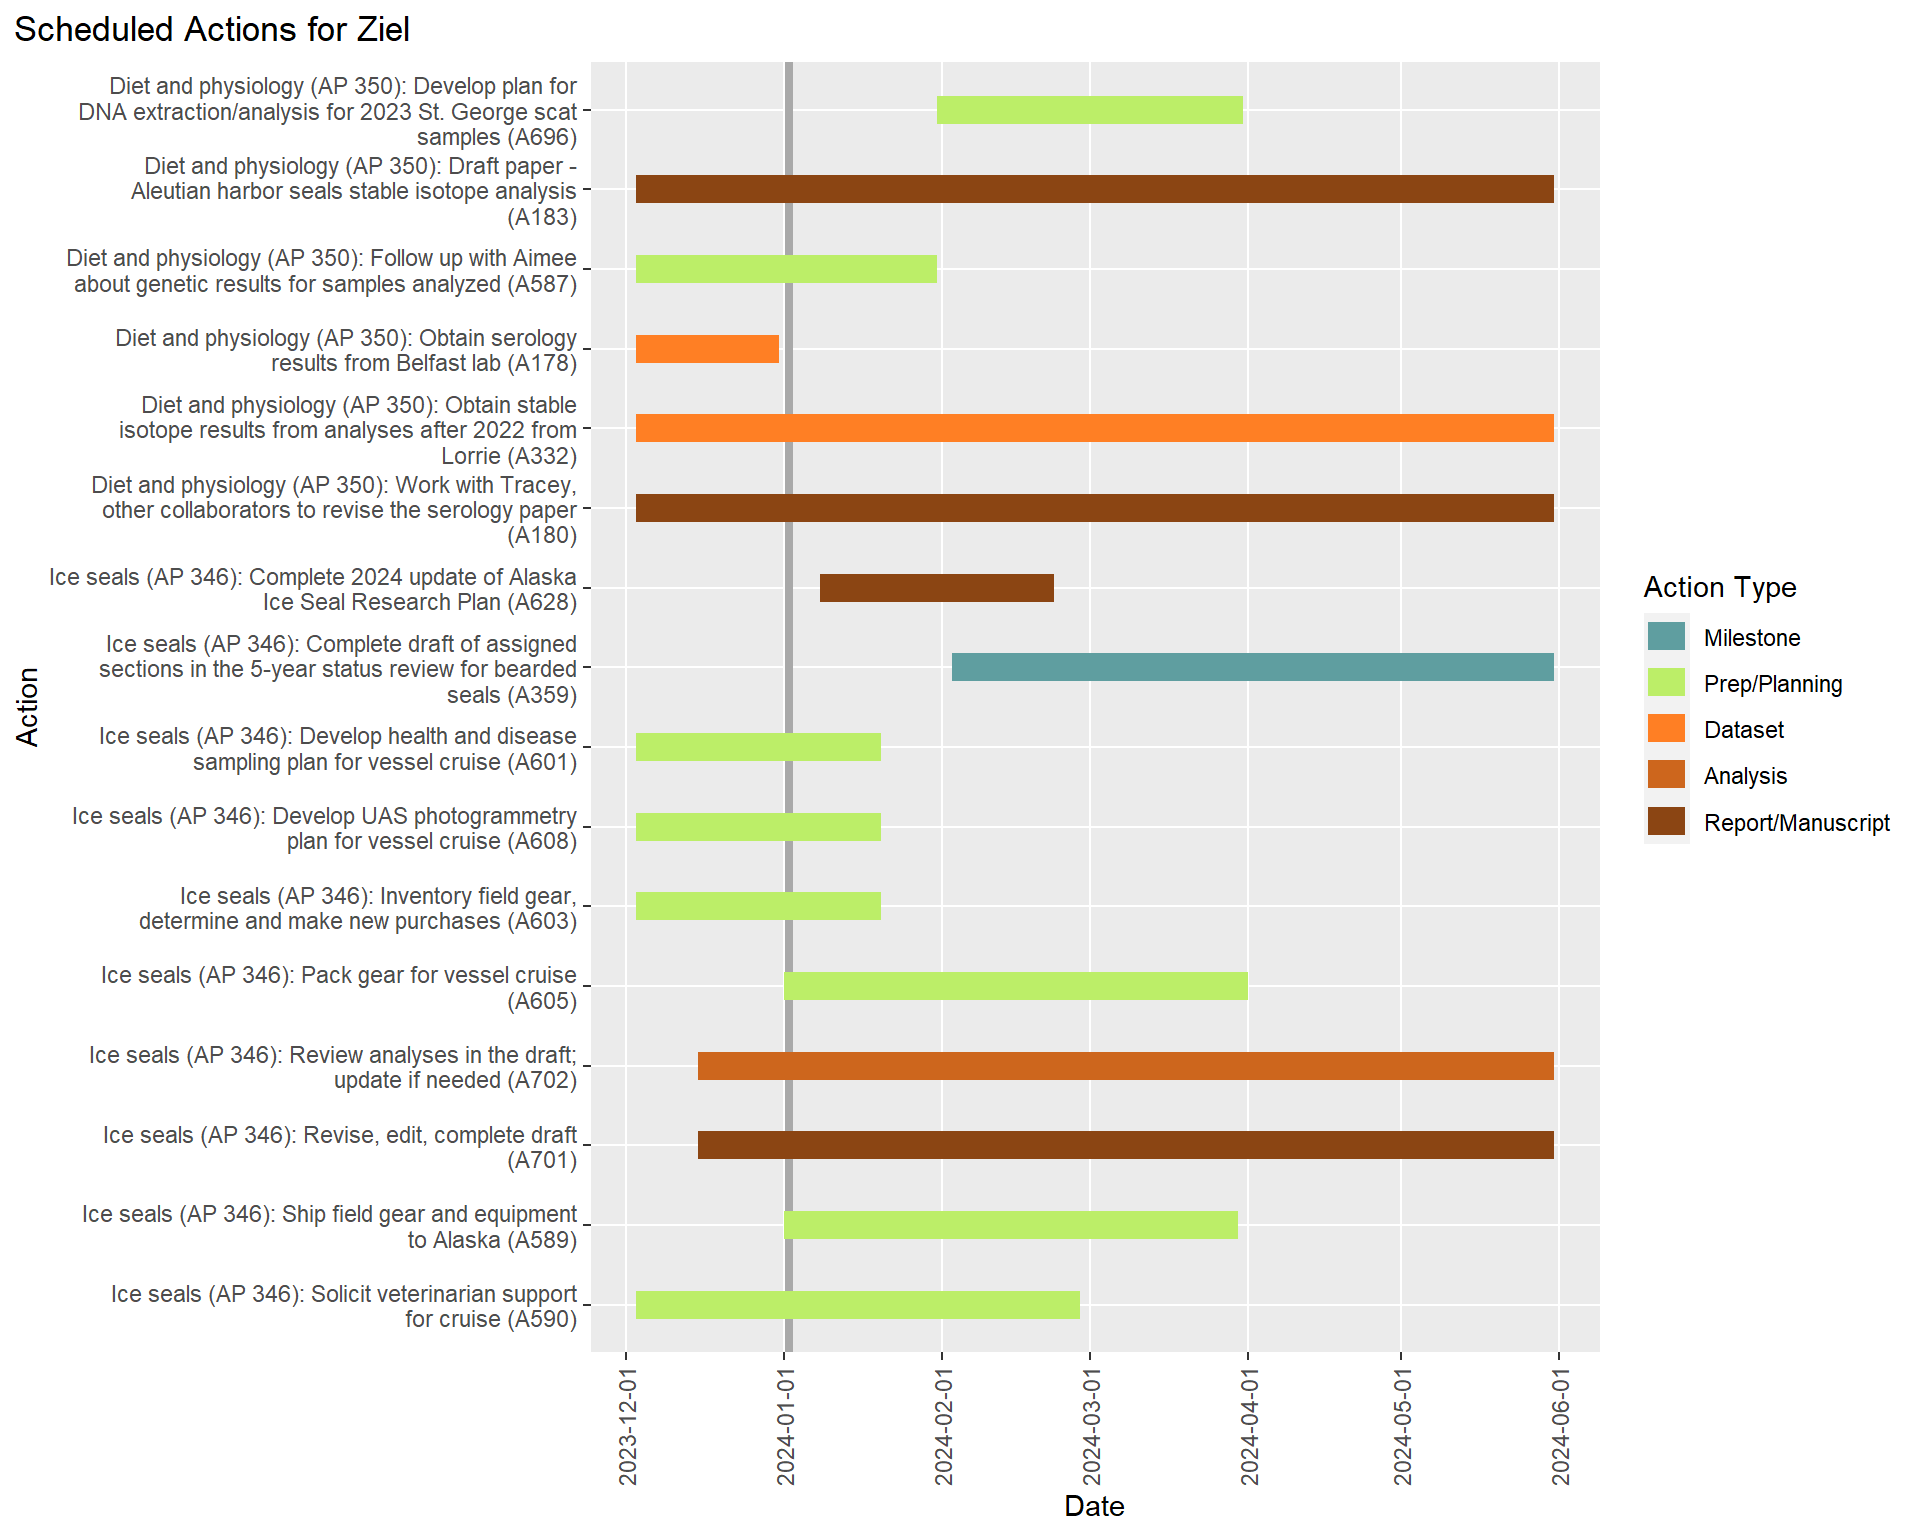 Scheduled Actions for Ziel
Diet and physiology (AP 350): Develop plan for
DNA extraction/analysis for 2023 St. George scat
samples (A696)
Diet and physiology (AP 350): Draft paper -
Aleutian harbor seals stable isotope analysis
(A183)
Diet and physiology (AP 350): Follow up with Aimee
about genetic results for samples analyzed (A587)
Diet and physiology (AP 350): Obtain serology
results from Belfast lab (A178)
Diet and physiology (AP 350): Obtain stable
isotope results from analyses after 2022 from
Lorrie (A332)
Diet and physiology (AP 350): Work with Tracey,
other collaborators to revise the serology paper
(A180)
Ice seals (AP 346): Complete 2024 update of Alaska
Ice Seal Research Plan (A628)
Ice seals (AP 346): Complete draft of assigned
sections in the 5-year status review for bearded
seals (A359)
Ice seals (AP 346): Develop health and disease
sampling plan for vessel cruise (A601)
Ice seals (AP 346): Develop UAS photogrammetry
plan for vessel cruise (A608)
Ice seals (AP 346): Inventory field gear,
determine and make new purchases (A603)
Ice seals (AP 346): Pack gear for vessel cruise
(A605)
Ice seals (AP 346): Review analyses in the draft;
update if needed (A702)
Ice seals (AP 346): Revise, edit, complete draft
(A701)
Ice seals (AP 346): Ship field gear and equipment
to Alaska (A589)
Ice seals (AP 346): Solicit veterinarian support
for cruise (A590)
Action
2023-12-01
2024-01-01
2024-02-01
2024-03-01
2024-04-01
2024-05-01
2024-06-01
Date
Action Type
Milestone
Prep/Planning
Dataset
Analysis
Report/Manuscript